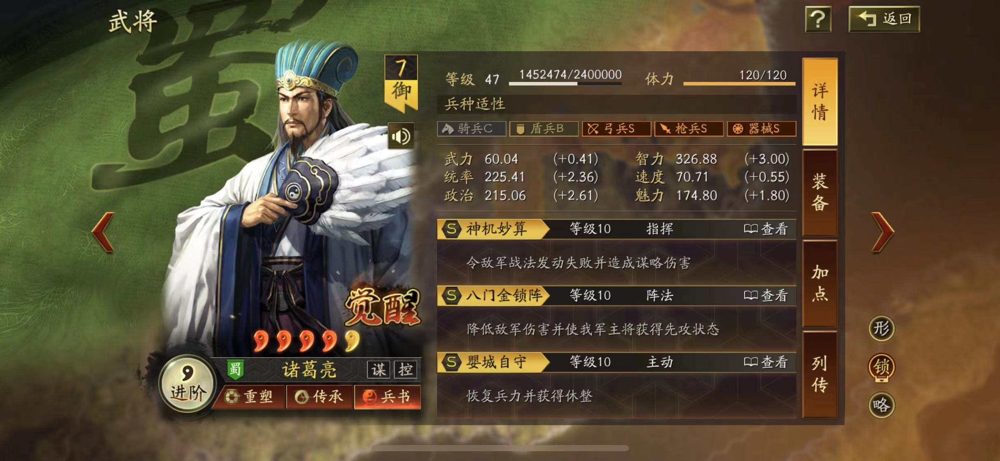 武将
?
返回
蜀
7
御
等级 47 1452474/2400000 体力 120/120
兵种适性
骑兵C 盾兵B 弓兵S 枪兵S 器械S
武力 60.04 (+0.41) 智力 326.88 (+3.00)
统率 225.41 (+2.36) 速度 70.71 (+0.55)
政治 215.06 (+2.61) 魅力 174.80 (+1.80)
S 神机妙算 等级10 指挥 查看
令敌军战法发动失败并造成谋略伤害
S 八门金锁阵 等级10 阵法 查看
降低敌军伤害并使我军主将获得先攻状态
S 婴城自守 等级10 主动 查看
恢复兵力并获得休整
觉醒
进阶
蜀 诸葛亮 谋 控
重塑 传承 兵书
详情
装备
加点
列传
形
锁
略